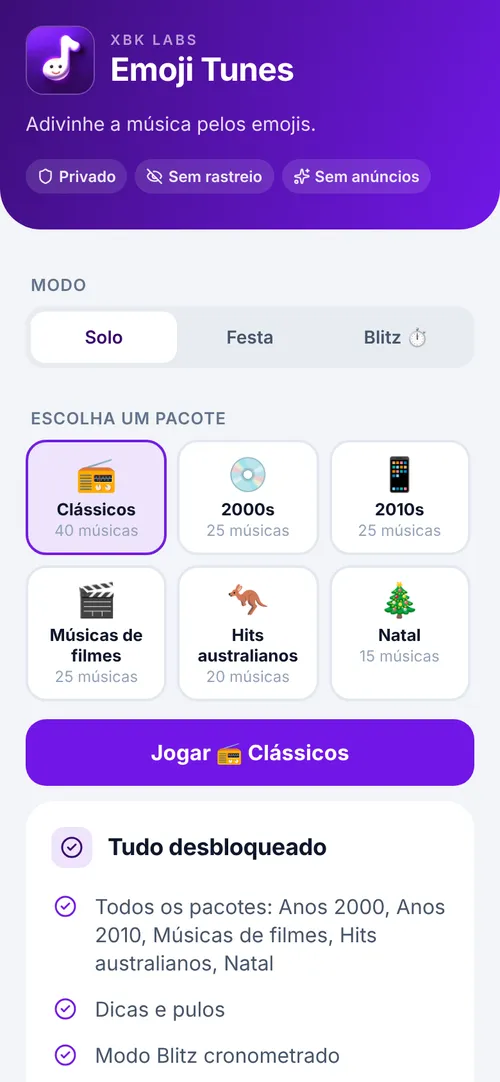 XBK LABS
Emoji Tunes
Adivinhe a música pelos emojis.
Privado
Sem rastreio
Sem anúncios
MODO
Solo
Festa
Blitz ⏱️
ESCOLHA UM PACOTE
Clássicos
40 músicas
2000s
25 músicas
2010s
25 músicas
Músicas de
filmes
25 músicas
Hits
australianos
20 músicas
Natal
15 músicas
Jogar 📻 Clássicos
Tudo desbloqueado
Todos os pacotes: Anos 2000, Anos
2010, Músicas de filmes, Hits
australianos, Natal
Dicas e pulos
Modo Blitz cronometrado